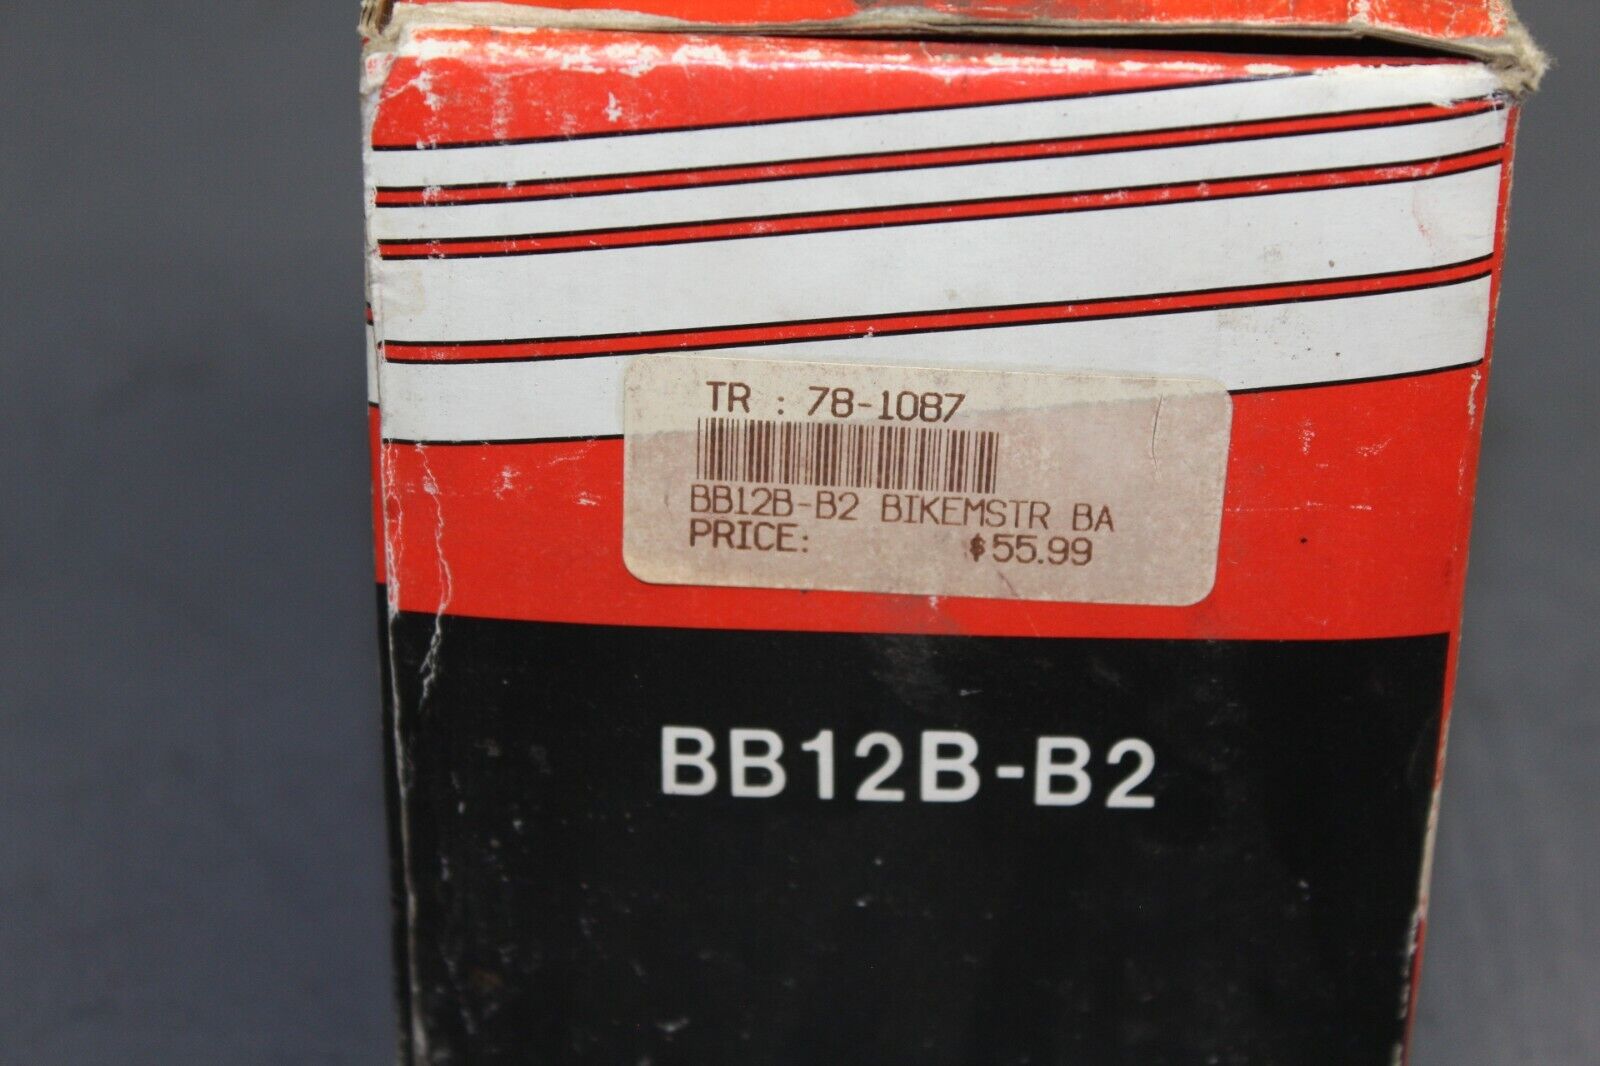 TR : 78-1087
BB12B-B2 BIKEMSTR BA
PRICE: $55.99
BB12B-B2